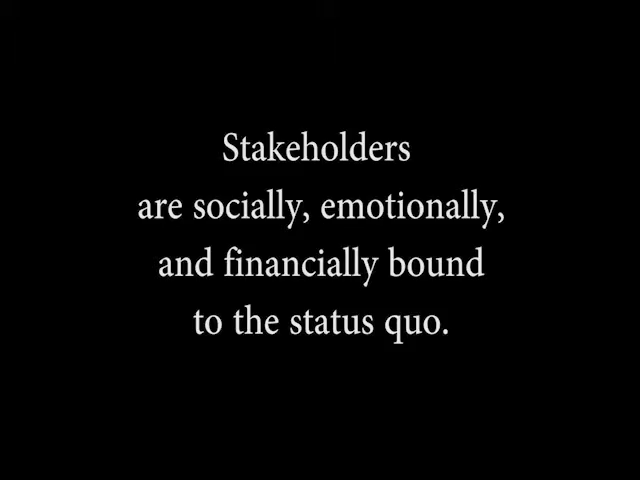 Stakeholders
are socially, emotionally,
and financially bound
to the status quo.